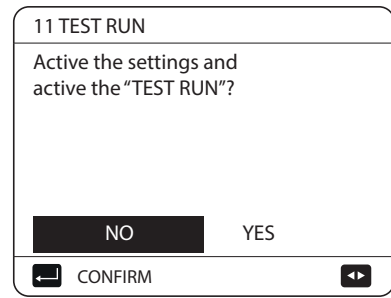 11 TEST RUN
Active the settings and
active the “TEST RUN”?
NO YES
CONFIRM